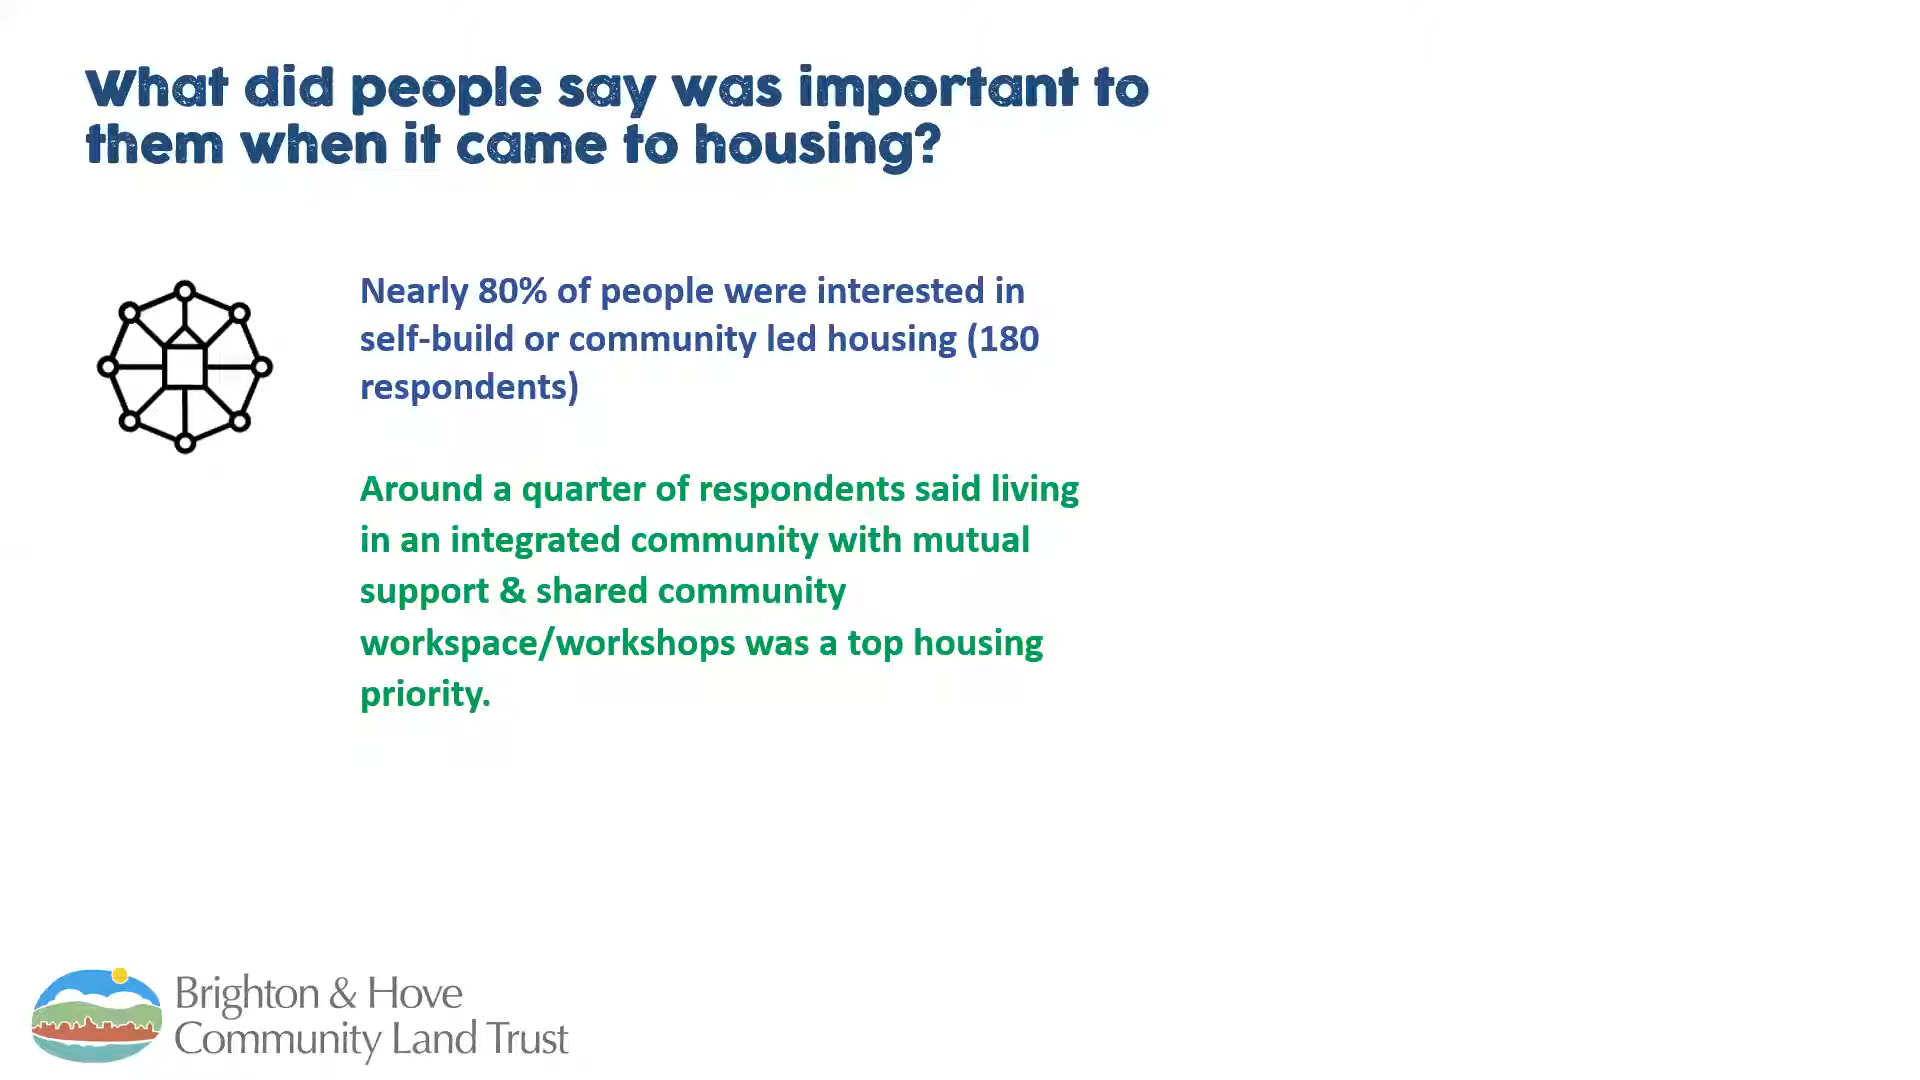 What did people say was important to
them when it came to housing?
Nearly 80% of people were interested in
self-build or community led housing (180
respondents)
Around a quarter of respondents said living
in an integrated community with mutual
support & shared community
workspace/workshops was a top housing
priority.
Brighton & Hove
Community Land Trust